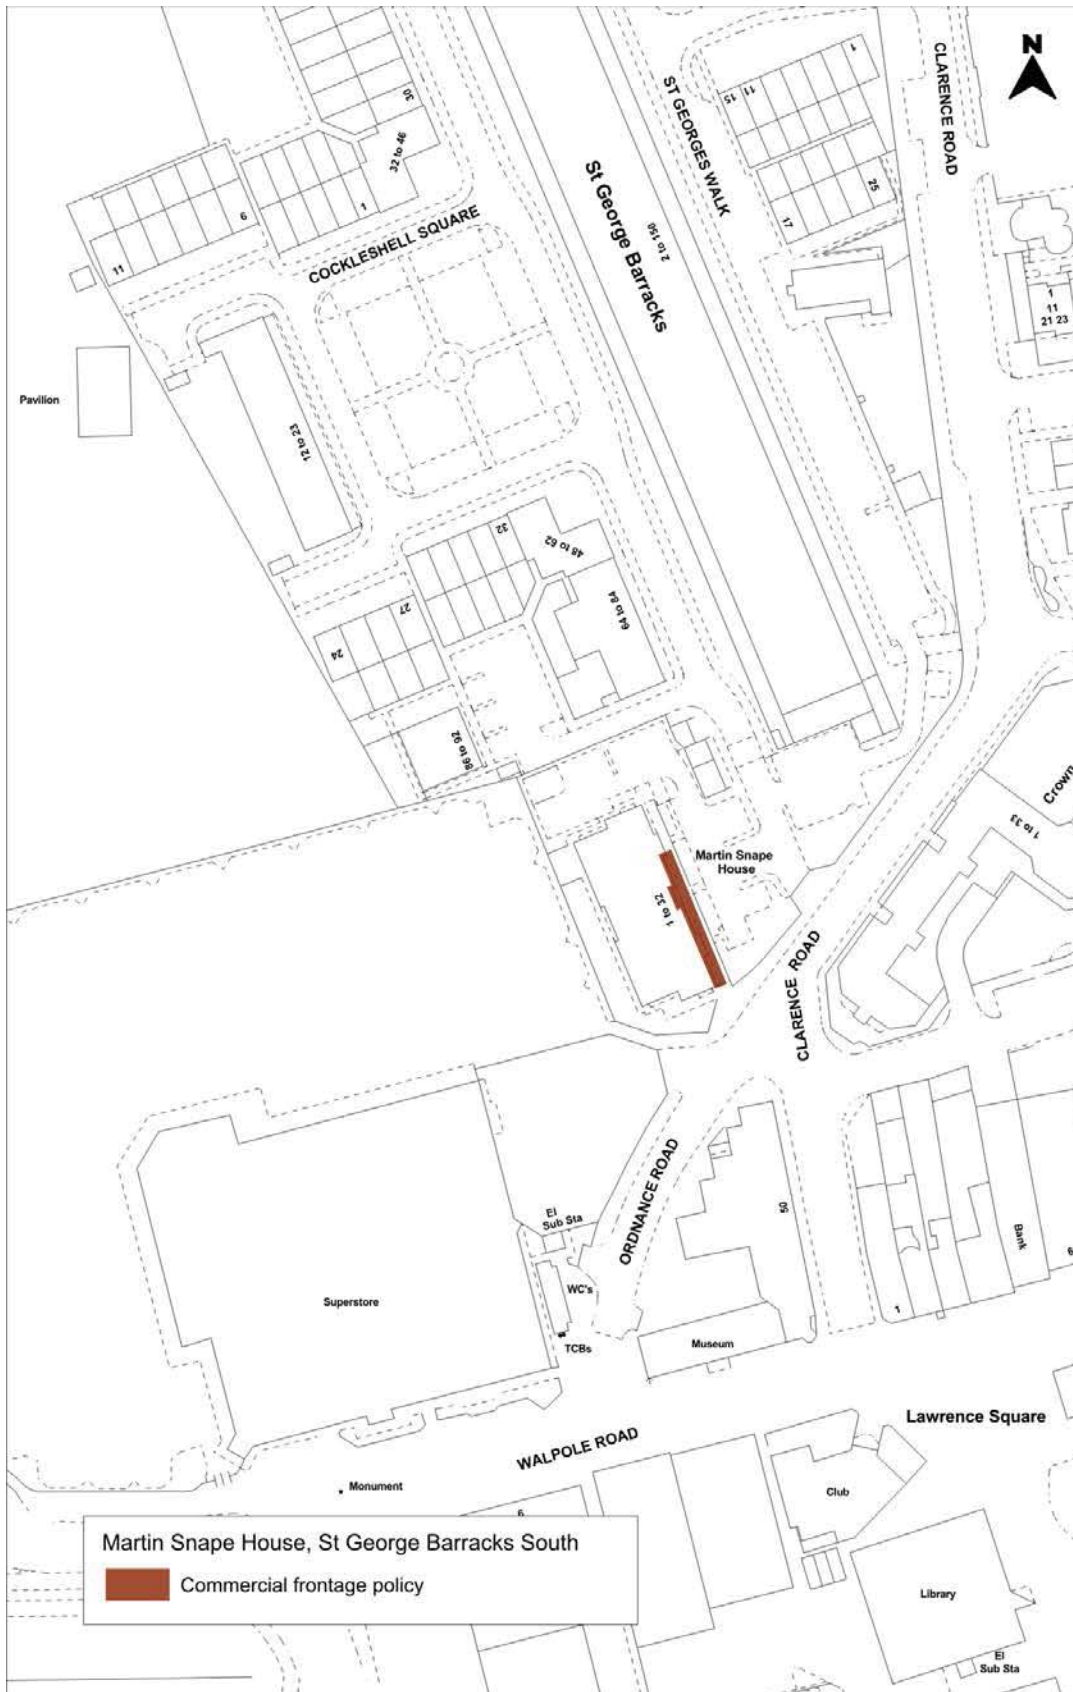 N
CLARENCE ROAD
1
11
15
ST GEORGES WALK
30
32 to 46
St George Barracks
2 to 150
25
17
6
1
11
COCKLESHELL SQUARE
1
11
21 23
Pavilion
12 to 23
32
48 to 62
64 to 84
27
24
86 to 92
Crown
1 to 33
Martin Snape
House
1 to 32
CLARENCE ROAD
ORDNANCE ROAD
50
El
Sub Sta
Bank
WC's
Superstore
1
TCBs
Museum
Lawrence Square
WALPOLE ROAD
Monument
Club
6
Martin Snape House, St George Barracks South
Commercial frontage policy
Library
El
Sub Sta